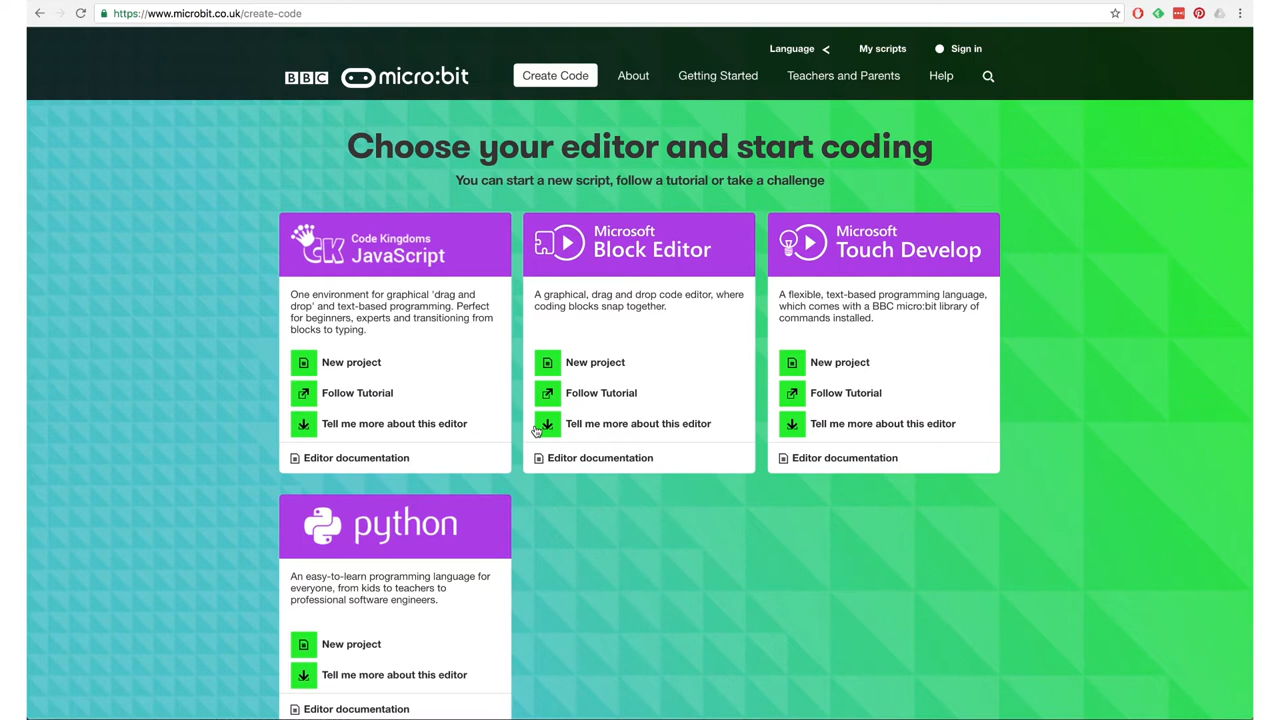 https://www.microbit.co.uk/create-code
Language
My scripts
Sign in
BBC micro:bit
Create Code
About
Getting Started
Teachers and Parents
Help
Choose your editor and start coding
You can start a new script, follow a tutorial or take a challenge
CK
Code Kingdoms
JavaScript
One environment for graphical 'drag and
drop' and text-based programming. Perfect
for beginners, experts and transitioning from
blocks to typing.
New project
Follow Tutorial
Tell me more about this editor
Editor documentation
Microsoft
Block Editor
A graphical, drag and drop code editor, where
coding blocks snap together.
New project
Follow Tutorial
Tell me more about this editor
Editor documentation
Microsoft
Touch Develop
A flexible, text-based programming language,
which comes with a BBC micro:bit library of
commands installed.
New project
Follow Tutorial
Tell me more about this editor
Editor documentation
python
An easy-to-learn programming language for
everyone, from kids to teachers to
professional software engineers.
New project
Tell me more about this editor
Editor documentation